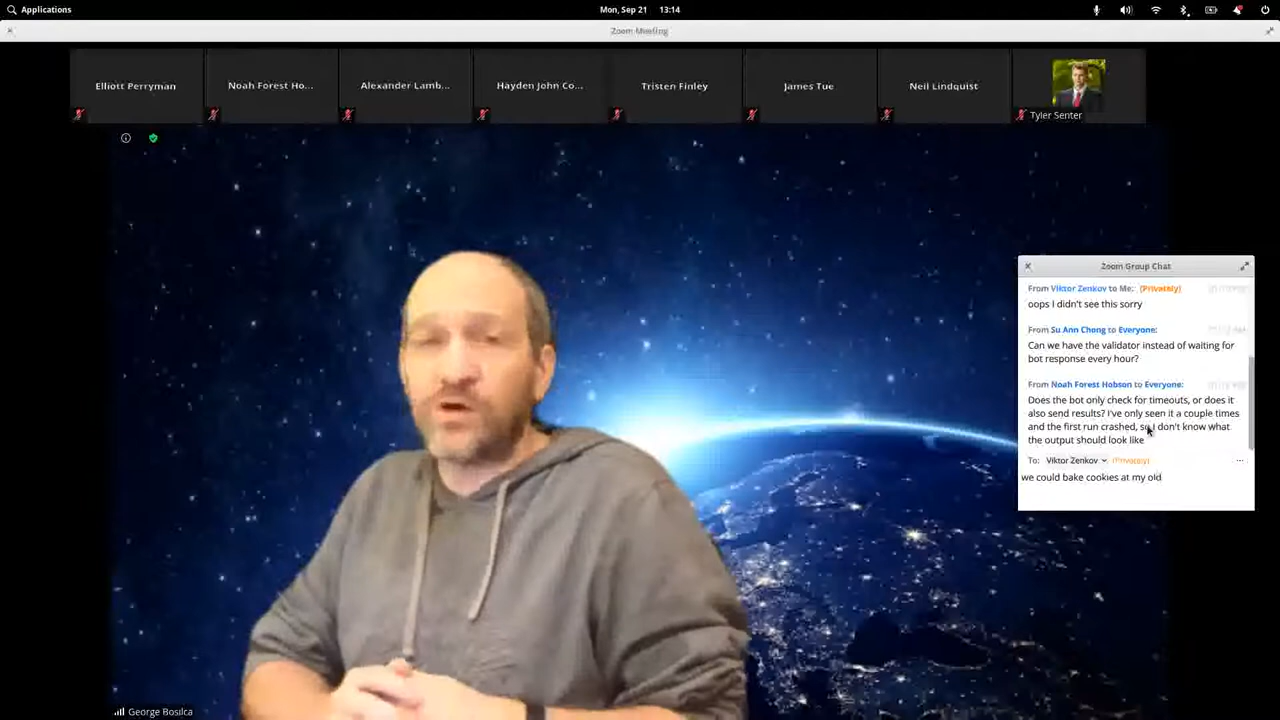 Applications
Mon, Sep 21 13:14
Zoom Meeting
Elliott Perryman
Noah Forest Ho...
Alexander Lamb...
Hayden John Co...
Tristen Finley
James Tue
Neil Lindquist
Tyler Senter
Zoom Group Chat
From Viktor Zenkov to Me: (Privately)
oops I didn't see this sorry
From Su Ann Chong to Everyone:
Can we have the validator instead of waiting for
bot response every hour?
From Noah Forest Hobson to Everyone:
Does the bot only check for timeouts, or does it
also send results? I've only seen it a couple times
and the first run crashed, so I don't know what
the output should look like
To: Viktor Zenkov (Privately) ...
we could bake cookies at my old
George Bosilca